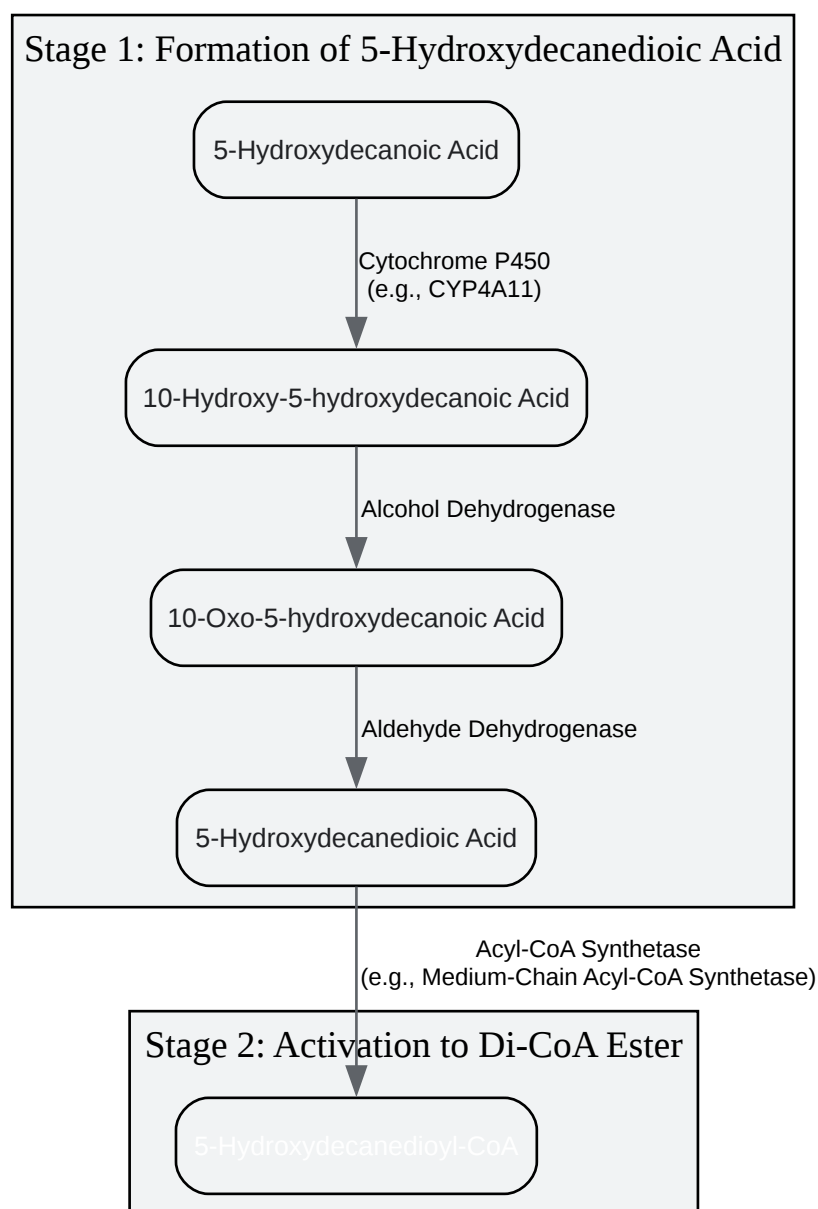 Stage 1: Formation of 5-Hydroxydecanedioic Acid
5-Hydroxydecanoic Acid
Cytochrome P450
(e.g., CYP4A11)
10-Hydroxy-5-hydroxydecanoic Acid
Alcohol Dehydrogenase
10-Oxo-5-hydroxydecanoic Acid
Aldehyde Dehydrogenase
5-Hydroxydecanedioic Acid
Acyl-CoA Synthetase
(e.g., Medium-Chain Acyl-CoA Synthetase)
Stage 2: Activation to Di-CoA Ester
5-Hydroxydecanedioyl-CoA